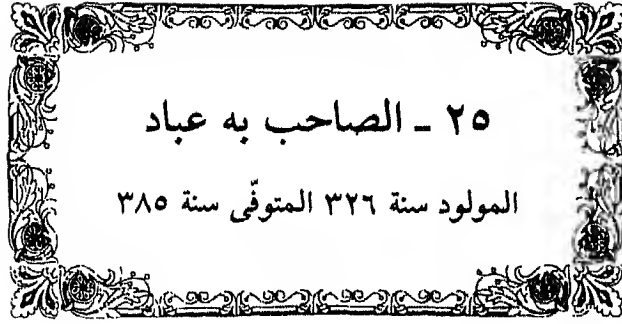 ٢٥ ـ الصاحب به عباد
المولود سنة ٣٢٦ المتوفّى سنة ٣٨٥